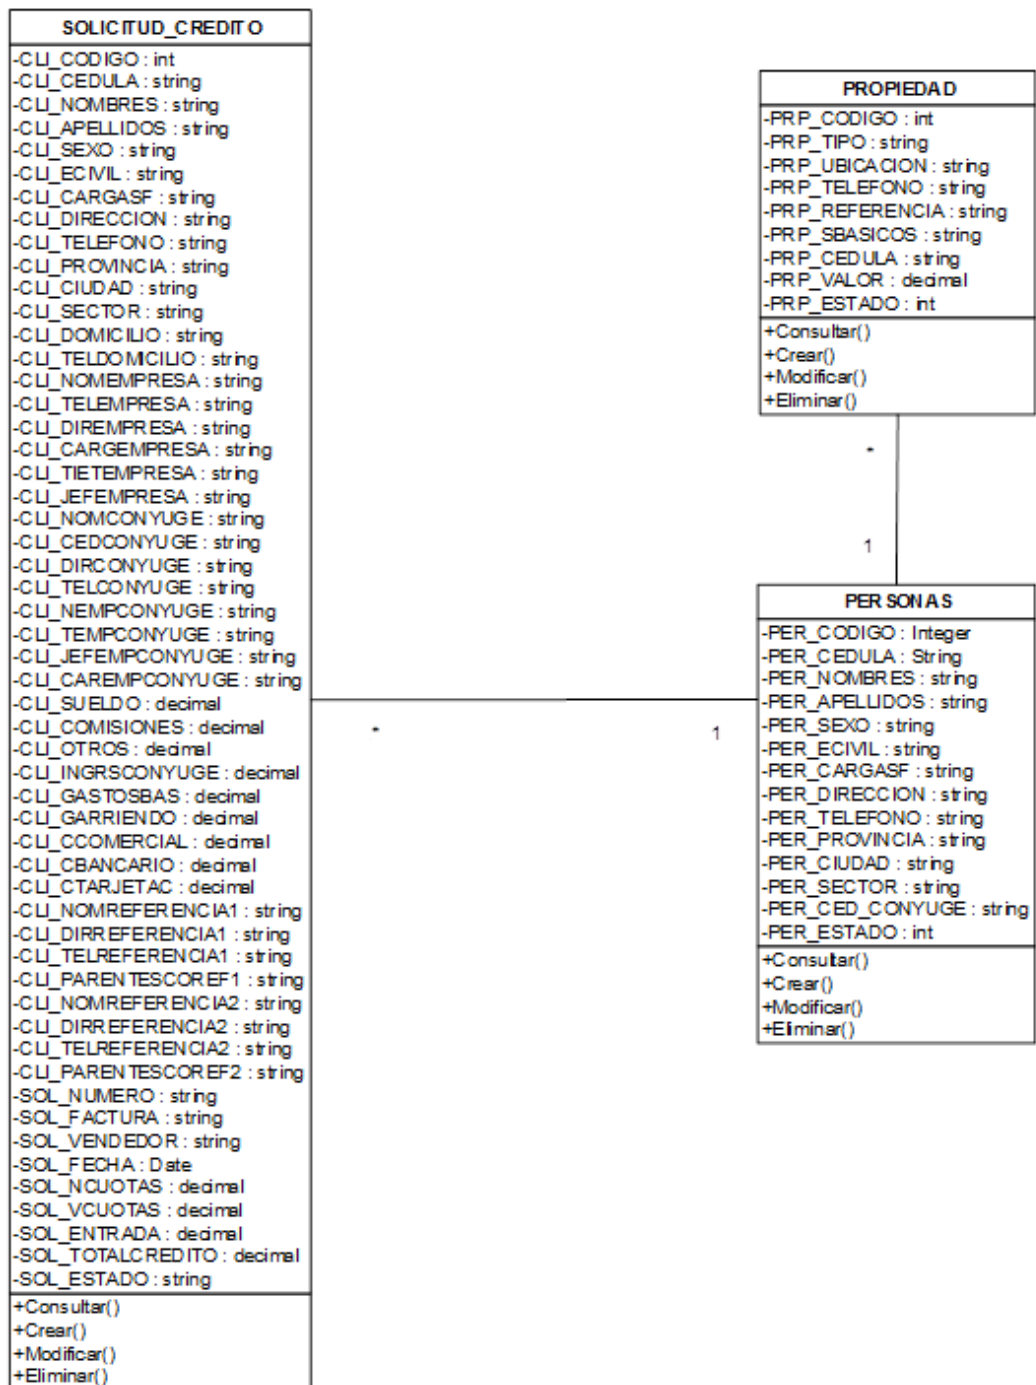 SOLICITUD_CREDITO
-CLI_CODIGO : int
-CLI_CEDULA : string
-CLI_NOMBRES : string
-CLI_APELLIDOS : string
-CLI_SEXO : string
-CLI_ECIVIL : string
-CLI_CARGASF : string
-CLI_DIRECCION : string
-CLI_TELEFONO : string
-CLI_PROVINCIA : string
-CLI_CIUDAD : string
-CLI_SECTOR : string
-CLI_DOMICILIO : string
-CLI_TELDOMICILIO : string
-CLI_NOMEMPRESA : string
-CLI_TELEMPRESA : string
-CLI_DIREMPRESA : string
-CLI_CARGEMPRESA : string
-CLI_TIETEMPRESA : string
-CLI_JEFEMPRESA : string
-CLI_NOMCONYUGE : string
-CLI_CEDCONYUGE : string
-CLI_DIRCONYUGE : string
-CLI_TELCONYUGE : string
-CLI_NEMPCONYUGE : string
-CLI_TEMPCONYUGE : string
-CLI_JEFEMPCONYUGE : string
-CLI_CAREMPCONYUGE : string
-CLI_SUELDO : decimal
-CLI_COMISIONES : decimal
-CLI_OTROS : decimal
-CLI_INGRSCONYUGE : decimal
-CLI_GASTOSBAS : decimal
-CLI_GARRIENDO : decimal
-CLI_CCOMERCIAL : decimal
-CLI_CBANCARIO : decimal
-CLI_CTARJETAC : decimal
-CLI_NOMREFERENCIA1 : string
-CLI_DIRREFERENCIA1 : string
-CLI_TELREFERENCIA1 : string
-CLI_PARENTESCOREF1 : string
-CLI_NOMREFERENCIA2 : string
-CLI_DIRREFERENCIA2 : string
-CLI_TELREFERENCIA2 : string
-CLI_PARENTESCOREF2 : string
-SOL_NUMERO : string
-SOL_FACTURA : string
-SOL_VENDEDOR : string
-SOL_FECHA : Date
-SOL_NCUOTAS : decimal
-SOL_VCUOTAS : decimal
-SOL_ENTRADA : decimal
-SOL_TOTALCREDITO : decimal
-SOL_ESTADO : string
+Consultar()
+Crear()
+Modificar()
+Eliminar()
* 1
PROPIEDAD
-PRP_CODIGO : int
-PRP_TIPO : string
-PRP_UBICACION : string
-PRP_TELEFONO : string
-PRP_REFERENCIA : string
-PRP_SBASICOS : string
-PRP_CEDULA : string
-PRP_VALOR : decimal
-PRP_ESTADO : int
+Consultar()
+Crear()
+Modificar()
+Eliminar()
*
1
PERSONAS
-PER_CODIGO : Integer
-PER_CEDULA : String
-PER_NOMBRES : string
-PER_APELLIDOS : string
-PER_SEXO : string
-PER_ECIVIL : string
-PER_CARGASF : string
-PER_DIRECCION : string
-PER_TELEFONO : string
-PER_PROVINCIA : string
-PER_CIUDAD : string
-PER_SECTOR : string
-PER_CED_CONYUGE : string
-PER_ESTADO : int
+Consultar()
+Crear()
+Modificar()
+Eliminar()